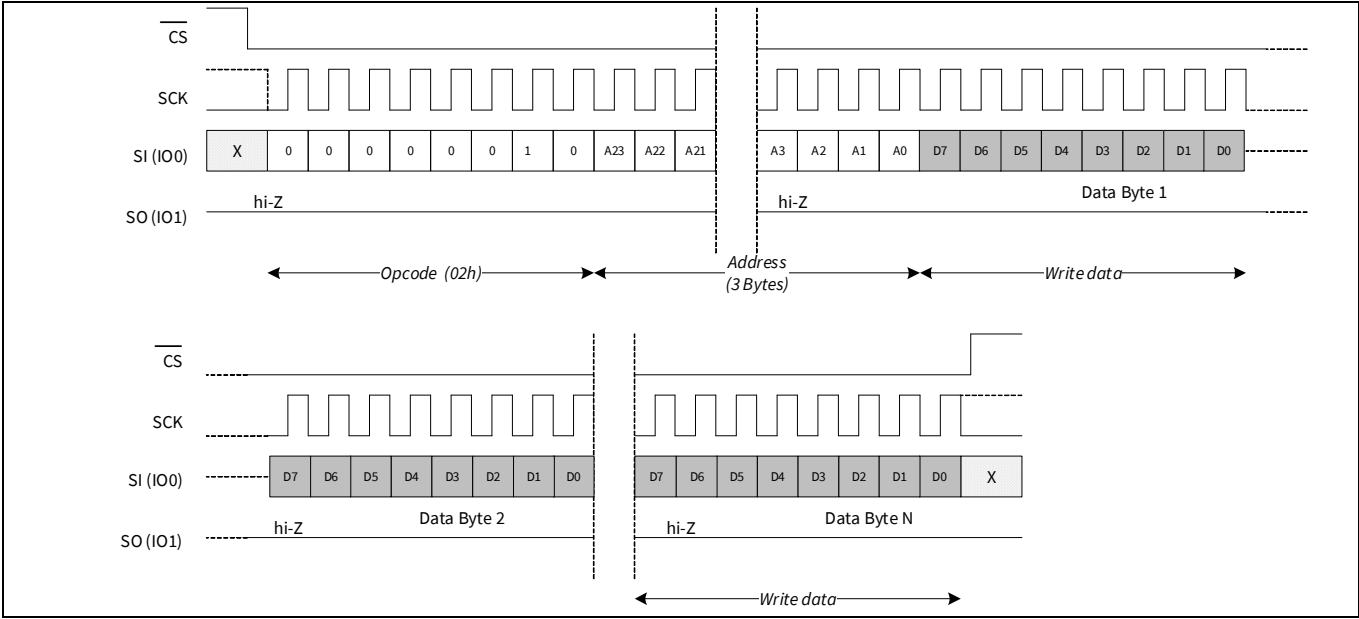 CS
SCK
SI (IO0) X 0 0 0 0 0 0 1 0 A23 A22 A21 A3 A2 A1 A0 D7 D6 D5 D4 D3 D2 D1 D0
hi-Z hi-Z Data Byte 1
SO (IO1)
Opcode (02h) Address (3 Bytes) Write data
CS
SCK
SI (IO0) D7 D6 D5 D4 D3 D2 D1 D0 D7 D6 D5 D4 D3 D2 D1 D0 X
hi-Z Data Byte 2 hi-Z Data Byte N
SO (IO1)
Write data